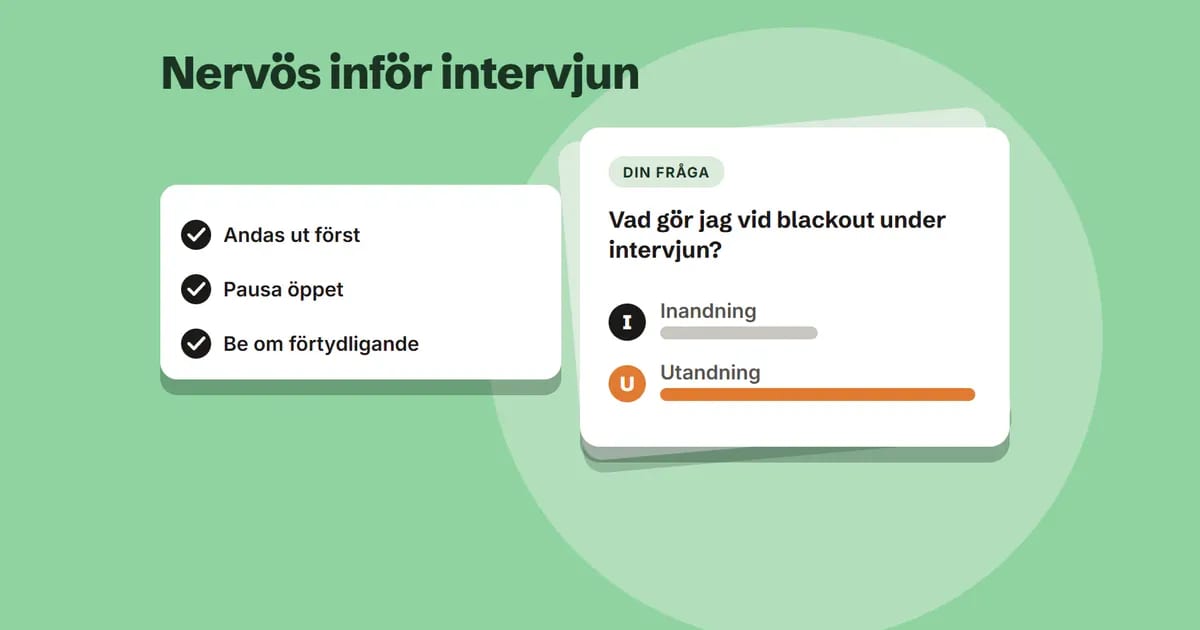 Nervös inför intervjun
Andas ut först
Pausa öppet
Be om förtydligande
DIN FRÅGA
Vad gör jag vid blackout under
intervjun?
I
Inandning
U
Utandning